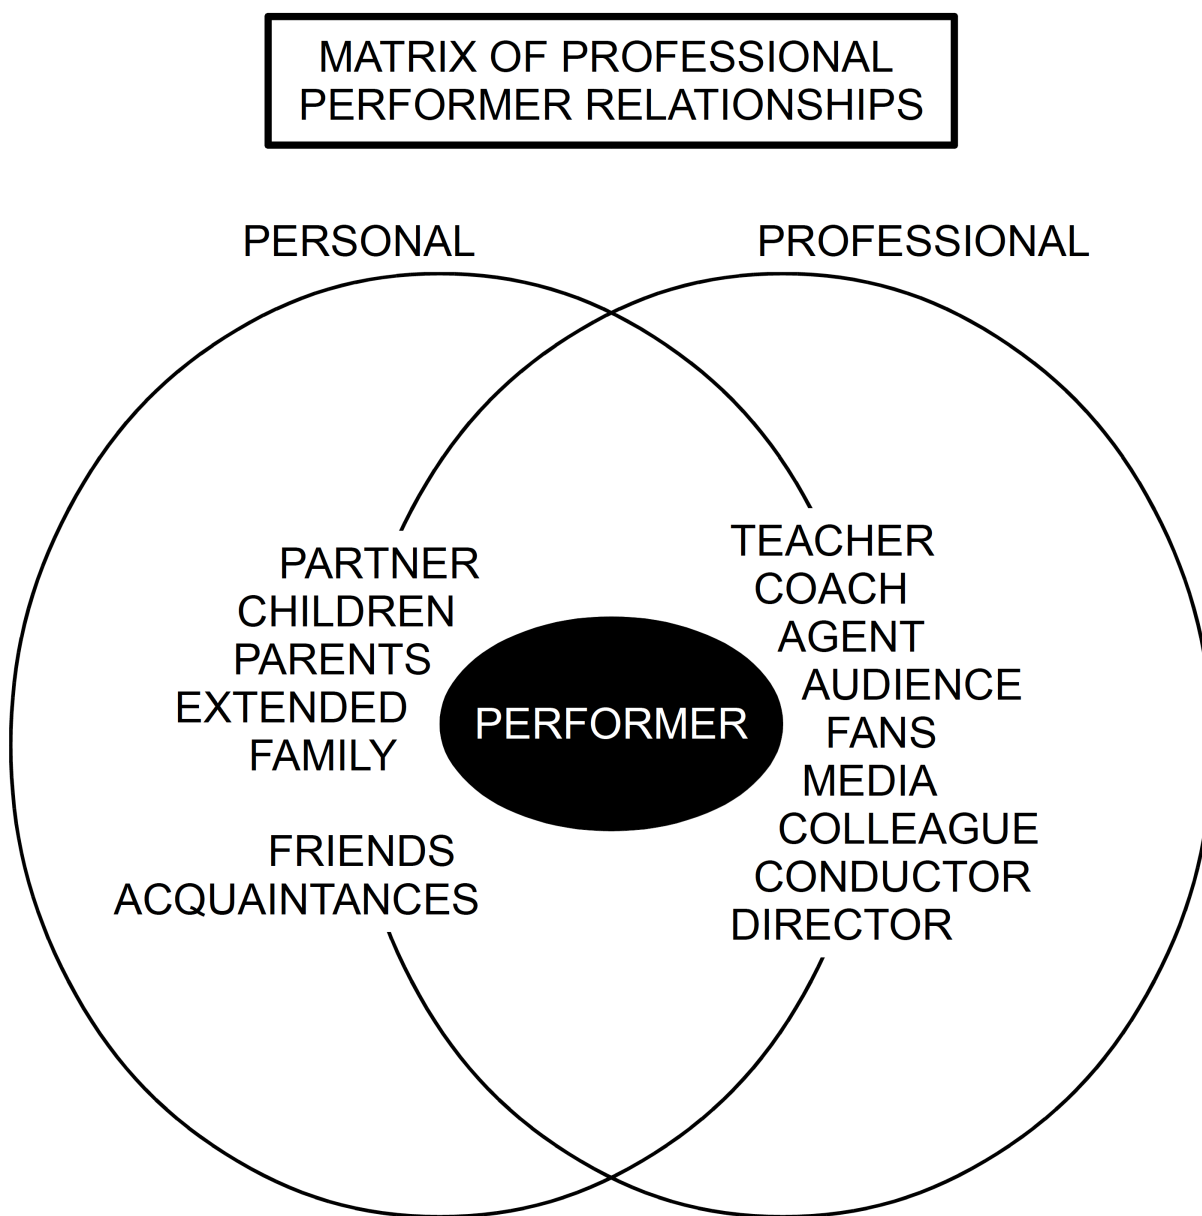 MATRIX OF PROFESSIONAL
PERFORMER RELATIONSHIPS
PERSONAL
PROFESSIONAL
PARTNER
CHILDREN
PARENTS
EXTENDED
FAMILY
FRIENDS
ACQUAINTANCES
PERFORMER
TEACHER
COACH
AGENT
AUDIENCE
FANS
MEDIA
COLLEAGUE
CONDUCTOR
DIRECTOR